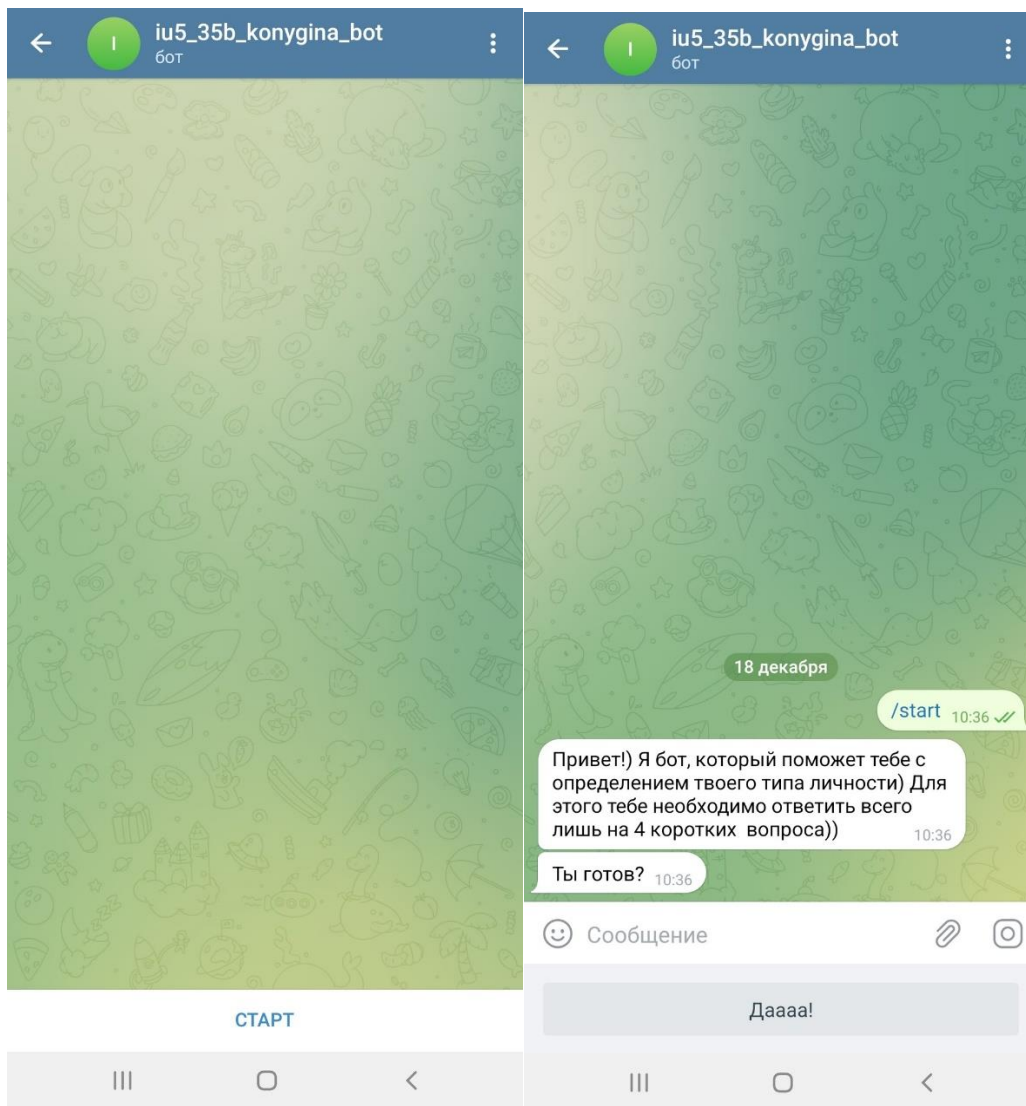 iu5_35b_konygina_bot
бот
СТАРТ
iu5_35b_konygina_bot
бот
18 декабря
/start 10:36
Привет!) Я бот, который поможет тебе с
определением твоего типа личности) Для
этого тебе необходимо ответить всего
лишь на 4 коротких вопроса)) 10:36
Ты готов? 10:36
Сообщение
Даааа!